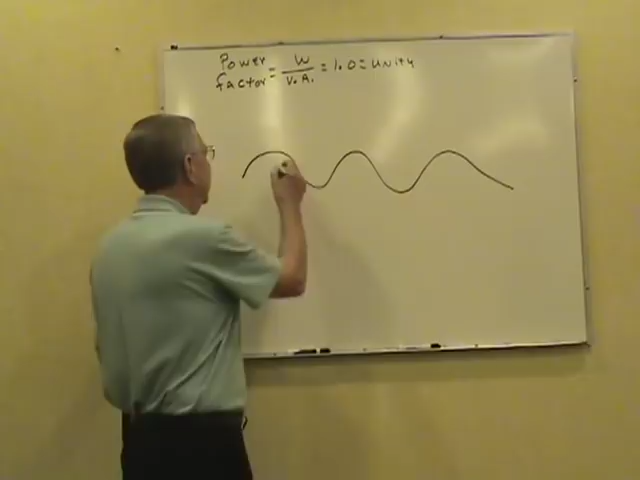 Power
factor = W / V.A. = 1.0 = Unity